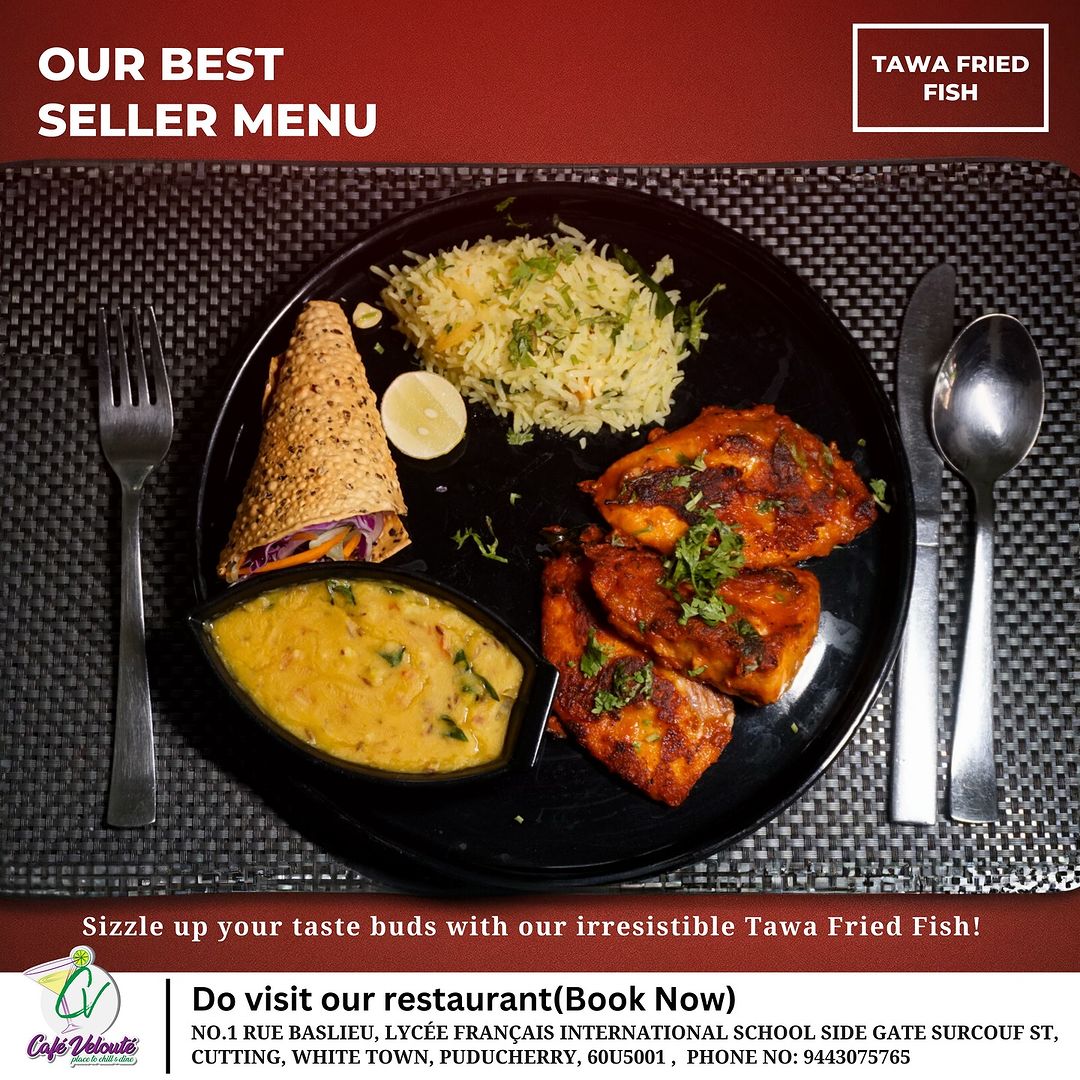 OUR BEST
SELLER MENU
TAWA FRIED
FISH
Sizzle up your taste buds with our irresistible Tawa Fried Fish!
CV
Café Velouté
place to chill & dine
Do visit our restaurant(Book Now)
NO.1 RUE BASLIEU, LYCÉE FRANÇAIS INTERNATIONAL SCHOOL SIDE GATE SURCOUF ST,
CUTTING, WHITE TOWN, PUDUCHERRY, 60U5001 , PHONE NO: 9443075765